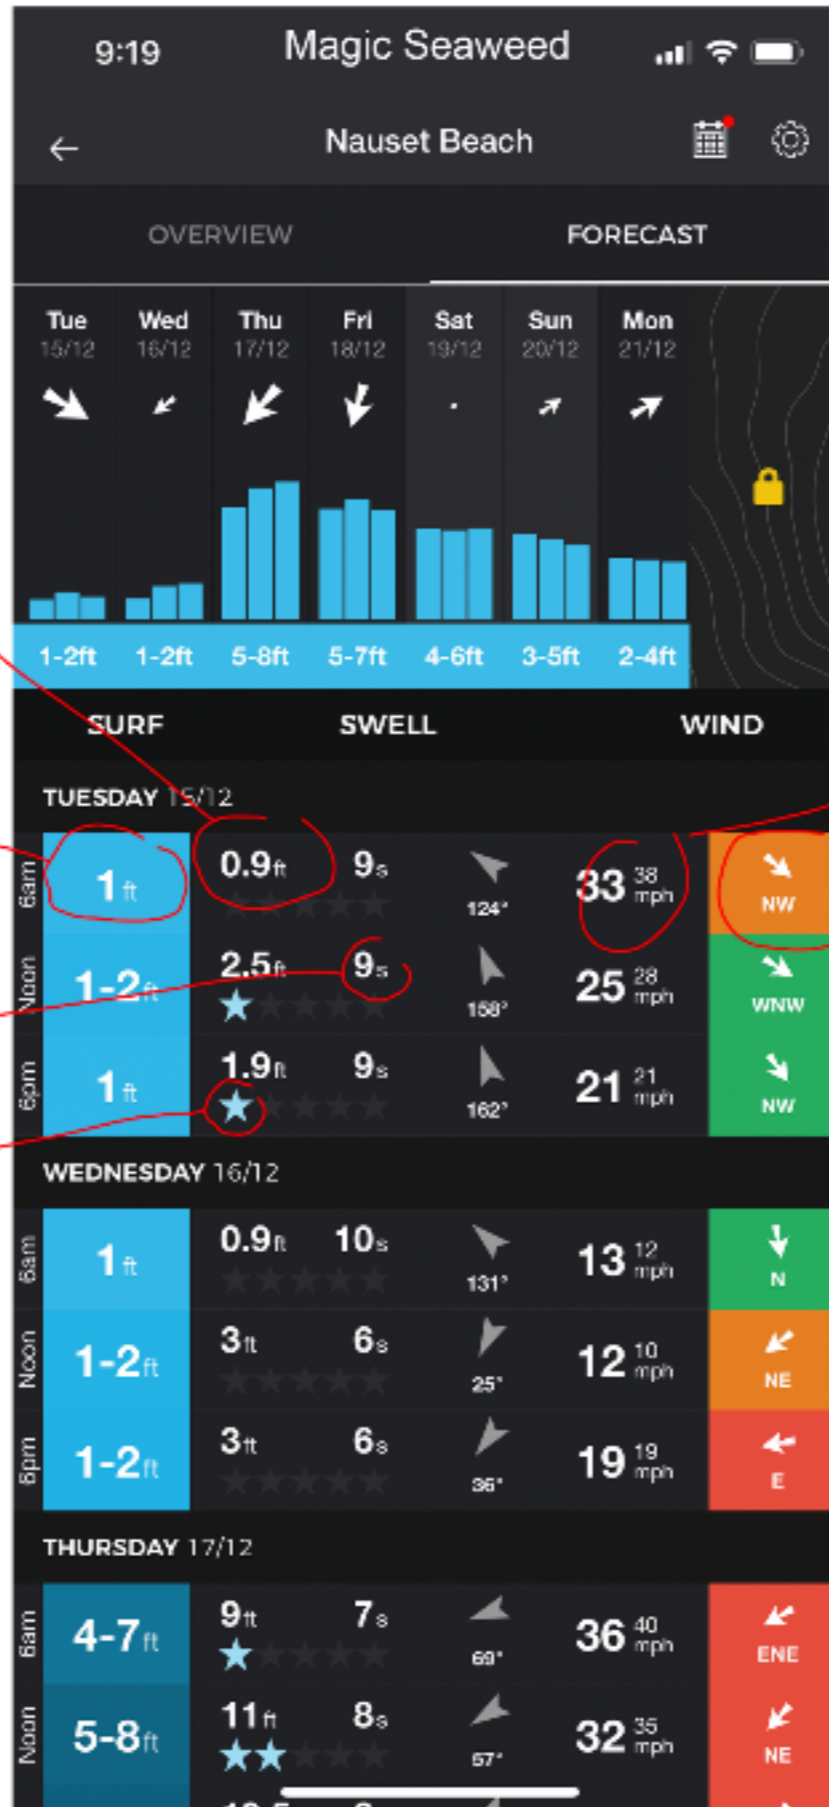 9:19 Magic Seaweed
Nauset Beach
OVERVIEW FORECAST
Tue Wed Thu Fri Sat Sun Mon
15/12 16/12 17/12 18/12 19/12 20/12 21/12
1-2ft 1-2ft 5-8ft 5-7ft 4-6ft 3-5ft 2-4ft
SURF SWELL WIND
TUESDAY 15/12
6am 1ft 0.9ft 9s 124° 33 38 mph NW
Noon 1-2ft 2.5ft 9s 158° 25 28 mph WNW
6pm 1ft 1.9ft 9s 162° 21 21 mph NW
WEDNESDAY 16/12
6am 1ft 0.9ft 10s 131° 13 12 mph N
Noon 1-2ft 3ft 6s 25° 12 10 mph NE
6pm 1-2ft 3ft 6s 36° 19 19 mph E
THURSDAY 17/12
6am 4-7ft 9ft 7s 69° 36 40 mph ENE
Noon 5-8ft 11ft 8s 57° 32 35 mph NE